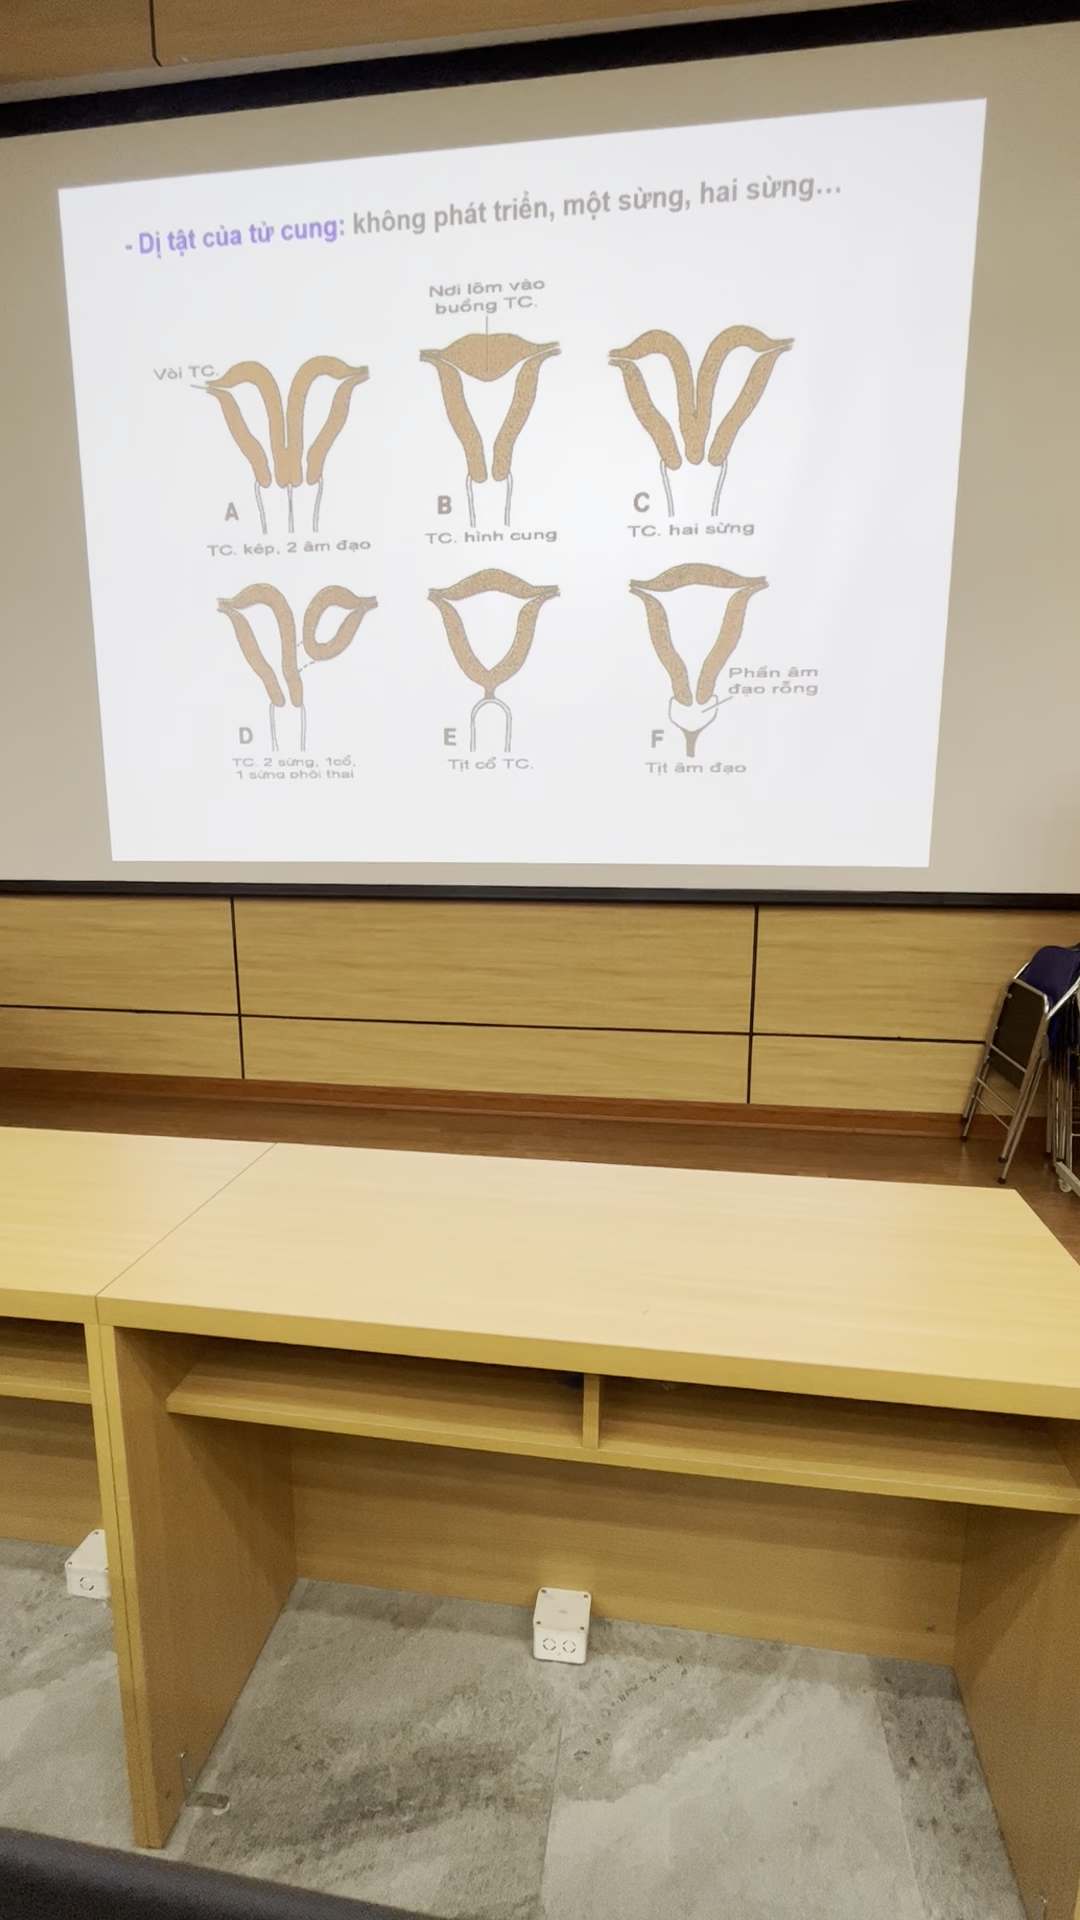 - Dị tật của tử cung: không phát triển, một sừng, hai sừng...
Nơi lõm vào
buồng TC.
Vòi TC.
A
B
C
TC. kép, 2 âm đạo
TC. hình cung
TC. hai sừng
Phần âm
đạo rỗng
D
E
F
TC. 2 sừng, 1cổ,
1 sừng phôi thai
Tịt cổ TC.
Tịt âm đạo